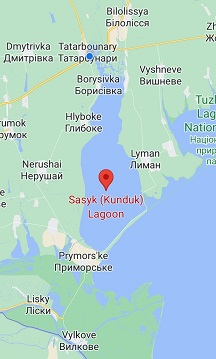 Bilolissya
Білолісся
Dmytrivka
Дмитрівка
Tatarbounary
Татарбунари
Borysivka
Борисівка
Vyshneve
Вишневе
Hlyboke
Глибоке
Lyman
Лиман
Nerushai
Нерушай
Sasyk (Kunduk)
Lagoon
Prymors'ke
Приморське
Lisky
Ліски
Vylkove
Вилкове